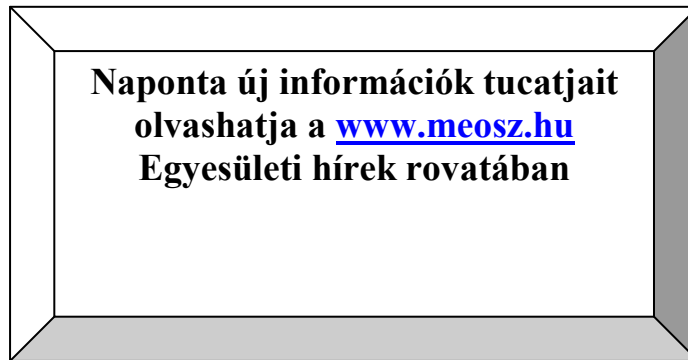 Naponta új információk tucatjait
olvashatja a www.meosz.hu
Egyesületi hírek rovatában